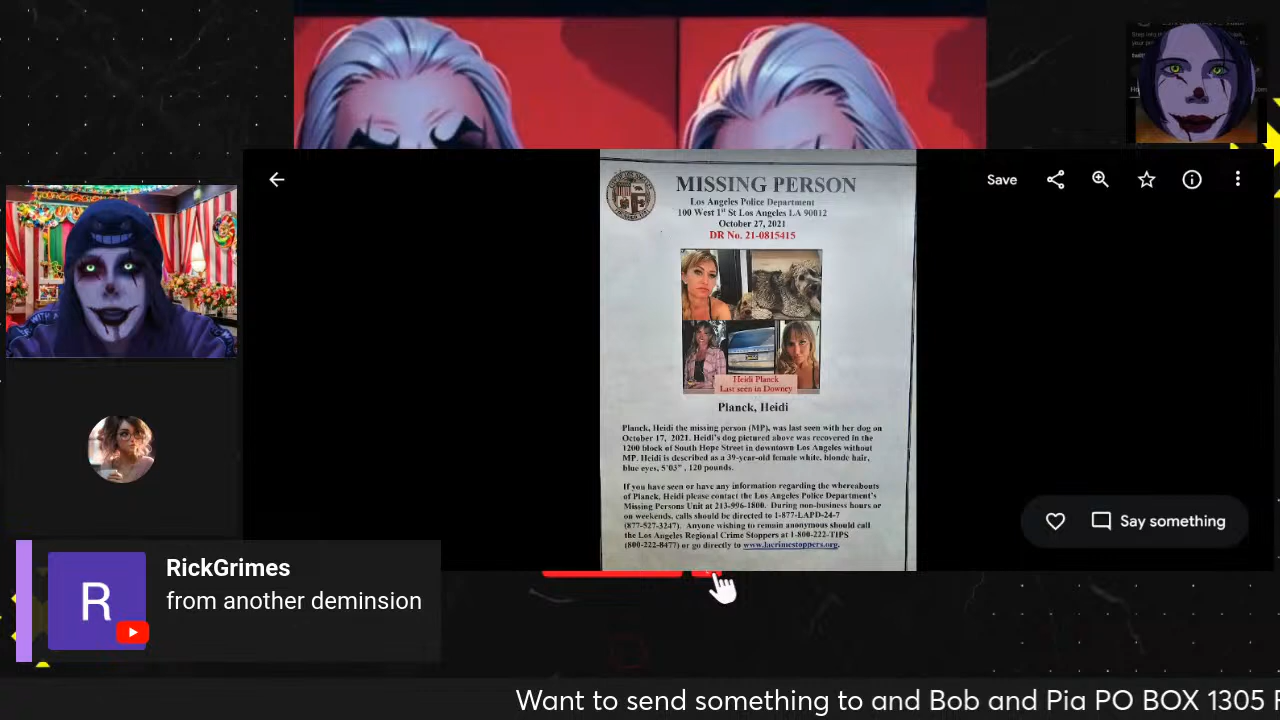 Save
MISSING PERSON
Los Angeles Police Department
100 West 1st St Los Angeles LA 90012
October 27, 2021
DR No. 21-0815415
Heidi Planck
Last seen in Downey
Planck, Heidi
Planck, Heidi the missing person (MP), was last seen with her dog on
October 17, 2021. Heidi's dog pictured above was recovered in the
1200 block of South Hope Street in downtown Los Angeles without
MP. Heidi is described as a 39-year-old female white, blonde hair,
blue eyes, 5'03", 120 pounds.
If you have seen or have any information regarding the whereabouts
of Planck, Heidi please contact the Los Angeles Police Department's
Missing Persons Unit at 213-996-1800. During non-business hours or
on weekends, calls should be directed to 1-877-LAPD-24-7
(877-527-3247). Anyone wishing to remain anonymous should call
the Los Angeles Regional Crime Stoppers at 1-800-222-TIPS
(800-222-8477) or go directly to www.lacrimestoppers.org.
Say something
R
RickGrimes
from another deminsion
Want to send something to and Bob and Pia PO BOX 1305